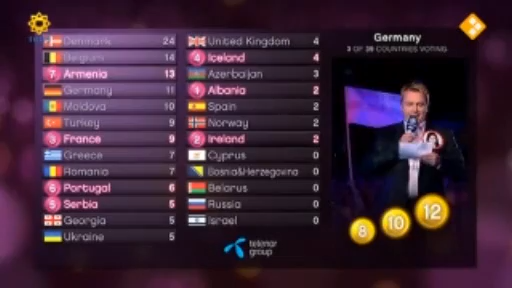 Denmark 24
Belgium 14
7 Armenia 13
Germany 11
Moldova 10
Turkey 9
3 France 9
Greece 7
Romania 7
6 Portugal 6
5 Serbia 5
Georgia 5
Ukraine 5
United Kingdom 4
4 Iceland 4
Azerbaijan 3
1 Albania 2
Spain 2
Norway 2
2 Ireland 2
Cyprus 0
Bosnia&Herzegovina 0
Belarus 0
Russia 0
Israel 0
Germany
3 OF 39 COUNTRIES VOTING
8 10 12
telenor
group